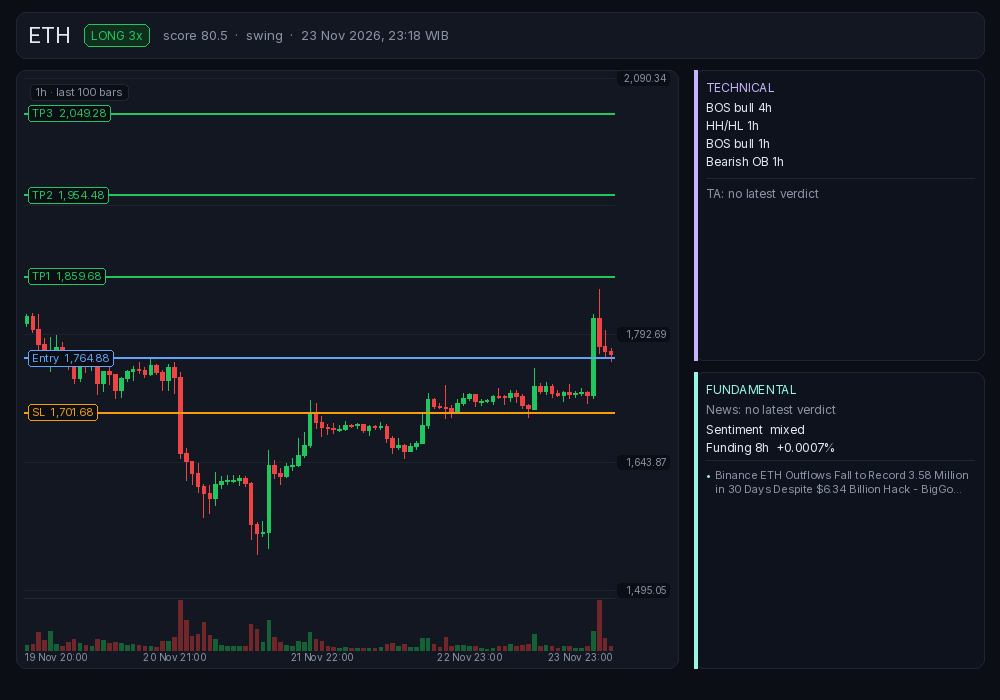 ETH LONG 3x score 80.5 · swing · 23 Nov 2026, 23:18 WIB
1h · last 100 bars
2,090.34
TP3 2,049.28
TP2 1,954.48
TP1 1,859.68
1,792.69
Entry 1,764.88
SL 1,701.68
1,643.87
1,495.05
19 Nov 20:00 20 Nov 21:00 21 Nov 22:00 22 Nov 23:00 23 Nov 23:00
TECHNICAL
BOS bull 4h
HH/HL 1h
BOS bull 1h
Bearish OB 1h
TA: no latest verdict
FUNDAMENTAL
News: no latest verdict
Sentiment mixed
Funding 8h +0.0007%
• Binance ETH Outflows Fall to Record 3.58 Million
in 30 Days Despite $6.34 Billion Hack - BigGo...